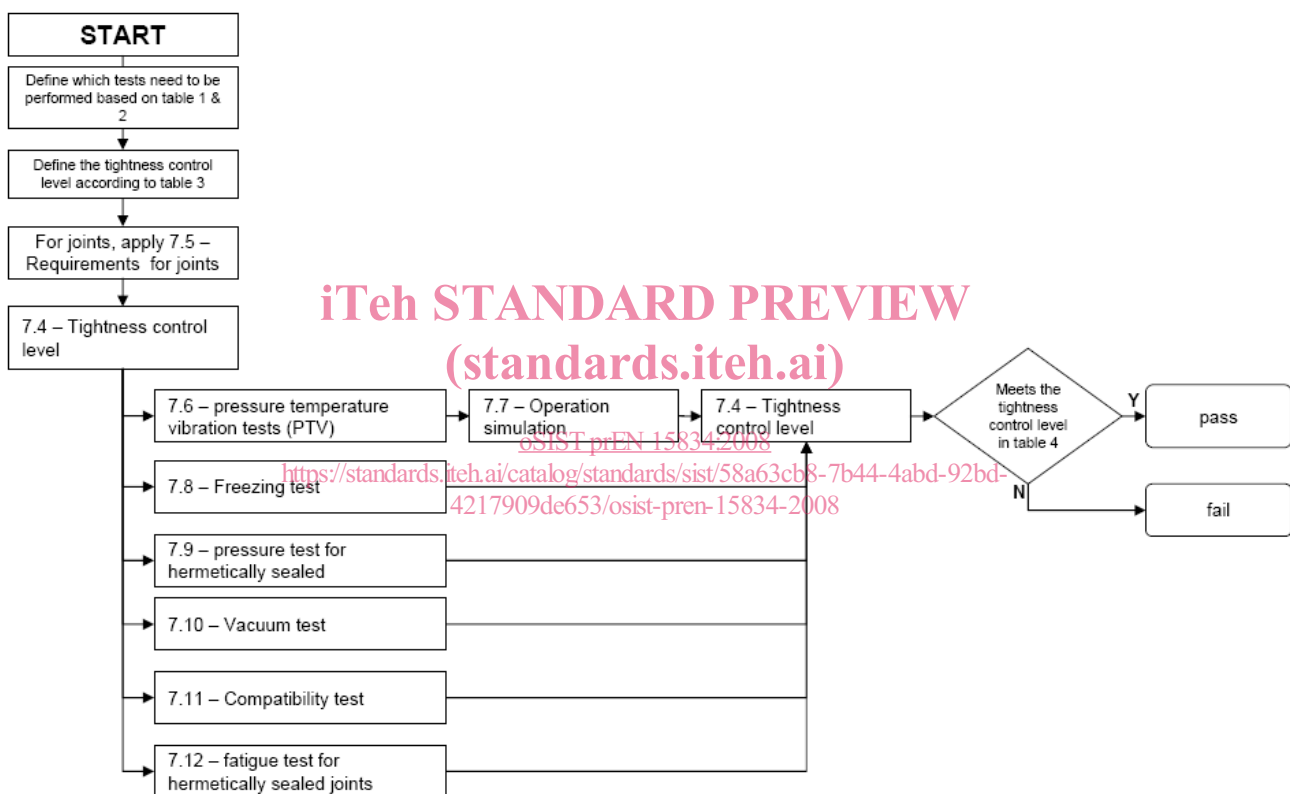 START
Define which tests need to be
performed based on table 1 &
2
Define the tightness control
level according to table 3
For joints, apply 7.5 –
Requirements for joints
7.4 – Tightness control
level
iTeh STANDARD PREVIEW
(standards.iteh.ai)
7.6 – pressure temperature
vibration tests (PTV)
7.7 – Operation
simulation
7.4 – Tightness
control level
Meets the
tightness
control level
in table 4
Y
pass
N
fail
oSIST prEN 15834:2008
https://standards.iteh.ai/catalog/standards/sist/58a63cb8-7b44-4abd-92bd-
4217909de653/osist-pren-15834-2008
7.8 – Freezing test
7.9 – pressure test for
hermetically sealed
7.10 – Vacuum test
7.11 – Compatibility test
7.12 – fatigue test for
hermetically sealed joints